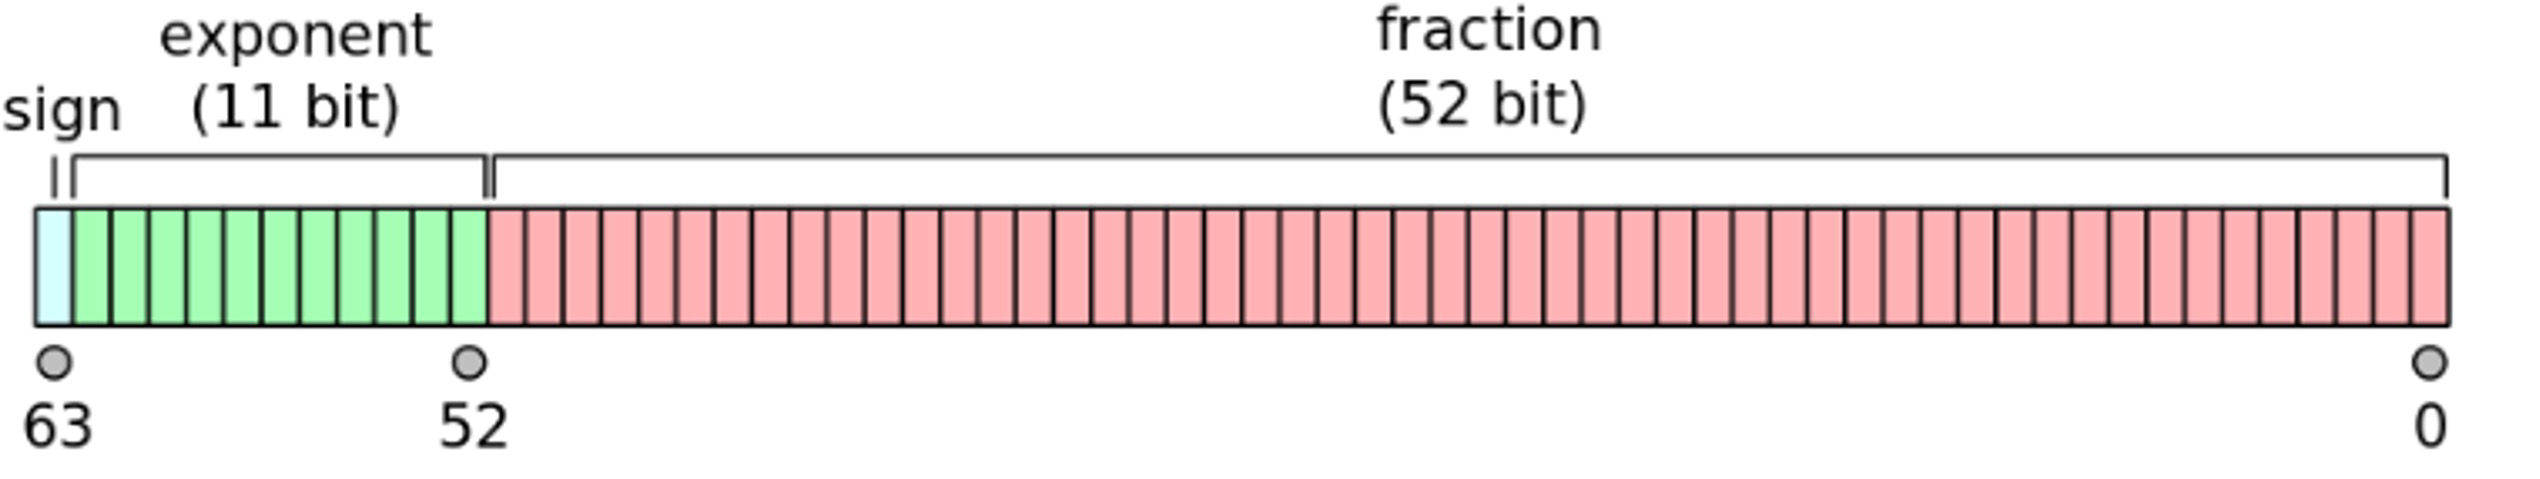 sign
exponent
(11 bit)
fraction
(52 bit)
63
52
0